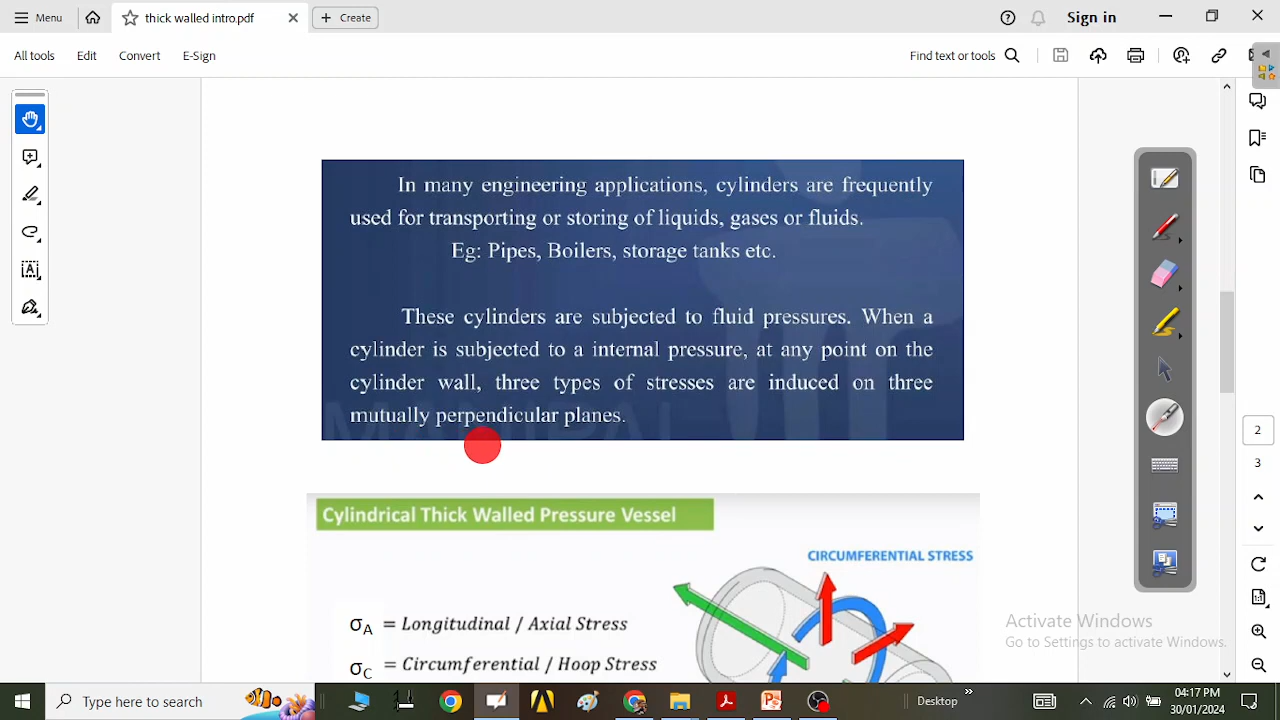 Menu
thick walled intro.pdf
Create
Sign in
All tools
Edit
Convert
E-Sign
Find text or tools
In many engineering applications, cylinders are frequently
used for transporting or storing of liquids, gases or fluids.
Eg: Pipes, Boilers, storage tanks etc.
These cylinders are subjected to fluid pressures. When a
cylinder is subjected to a internal pressure, at any point on the
cylinder wall, three types of stresses are induced on three
mutually perpendicular planes.
MANIPAL
2
3
Cylindrical Thick Walled Pressure Vessel
CIRCUMFERENTIAL STRESS
σA = Longitudinal / Axial Stress
σC = Circumferential / Hoop Stress
Activate Windows
Go to Settings to activate Windows.
Type here to search
Desktop
04:17 PM
30/01/2024